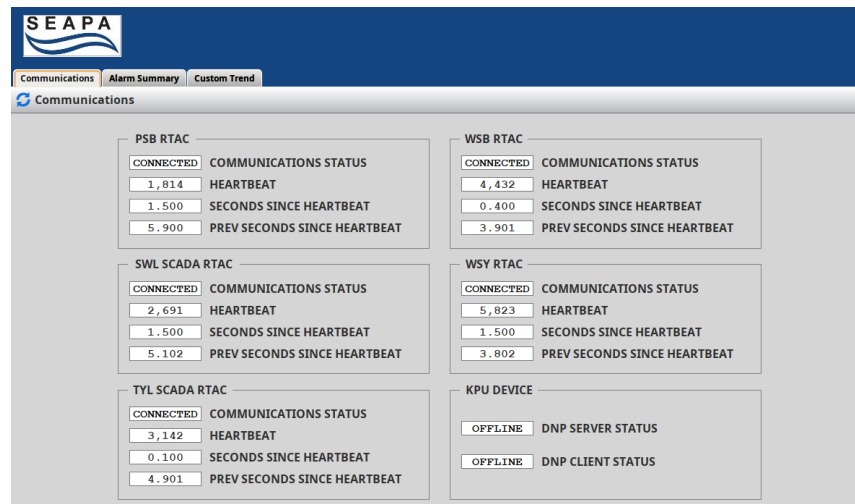 SEAPA
Communications Alarm Summary Custom Trend
Communications
PSB RTAC
CONNECTED COMMUNICATIONS STATUS
1,814 HEARTBEAT
1.500 SECONDS SINCE HEARTBEAT
5.900 PREV SECONDS SINCE HEARTBEAT
WSB RTAC
CONNECTED COMMUNICATIONS STATUS
4,432 HEARTBEAT
0.400 SECONDS SINCE HEARTBEAT
3.901 PREV SECONDS SINCE HEARTBEAT
SWL SCADA RTAC
CONNECTED COMMUNICATIONS STATUS
2,691 HEARTBEAT
1.500 SECONDS SINCE HEARTBEAT
5.102 PREV SECONDS SINCE HEARTBEAT
WSY RTAC
CONNECTED COMMUNICATIONS STATUS
5,823 HEARTBEAT
1.500 SECONDS SINCE HEARTBEAT
3.802 PREV SECONDS SINCE HEARTBEAT
TYL SCADA RTAC
CONNECTED COMMUNICATIONS STATUS
3,142 HEARTBEAT
0.100 SECONDS SINCE HEARTBEAT
4.901 PREV SECONDS SINCE HEARTBEAT
KPU DEVICE
OFFLINE DNP SERVER STATUS
OFFLINE DNP CLIENT STATUS